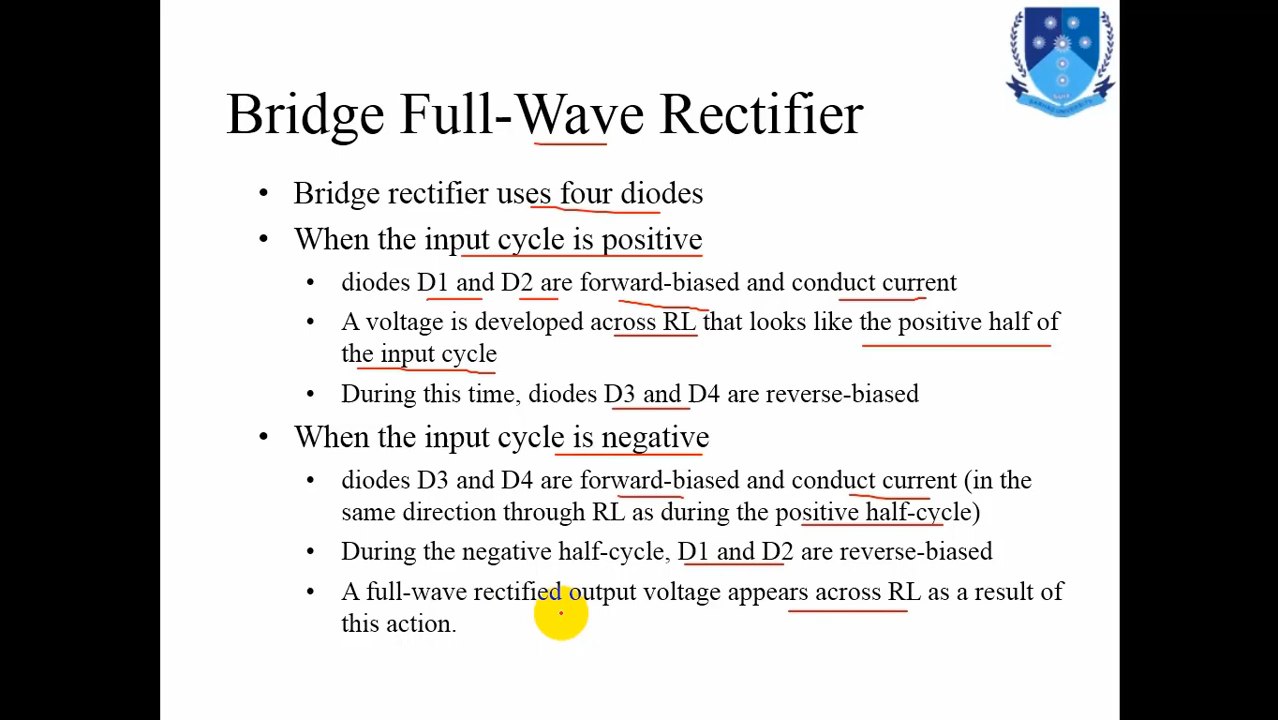 Bridge Full-Wave Rectifier
• Bridge rectifier uses four diodes
• When the input cycle is positive
• diodes D1 and D2 are forward-biased and conduct current
• A voltage is developed across RL that looks like the positive half of
the input cycle
• During this time, diodes D3 and D4 are reverse-biased
• When the input cycle is negative
• diodes D3 and D4 are forward-biased and conduct current (in the
same direction through RL as during the positive half-cycle)
• During the negative half-cycle, D1 and D2 are reverse-biased
• A full-wave rectified output voltage appears across RL as a result of
this action.